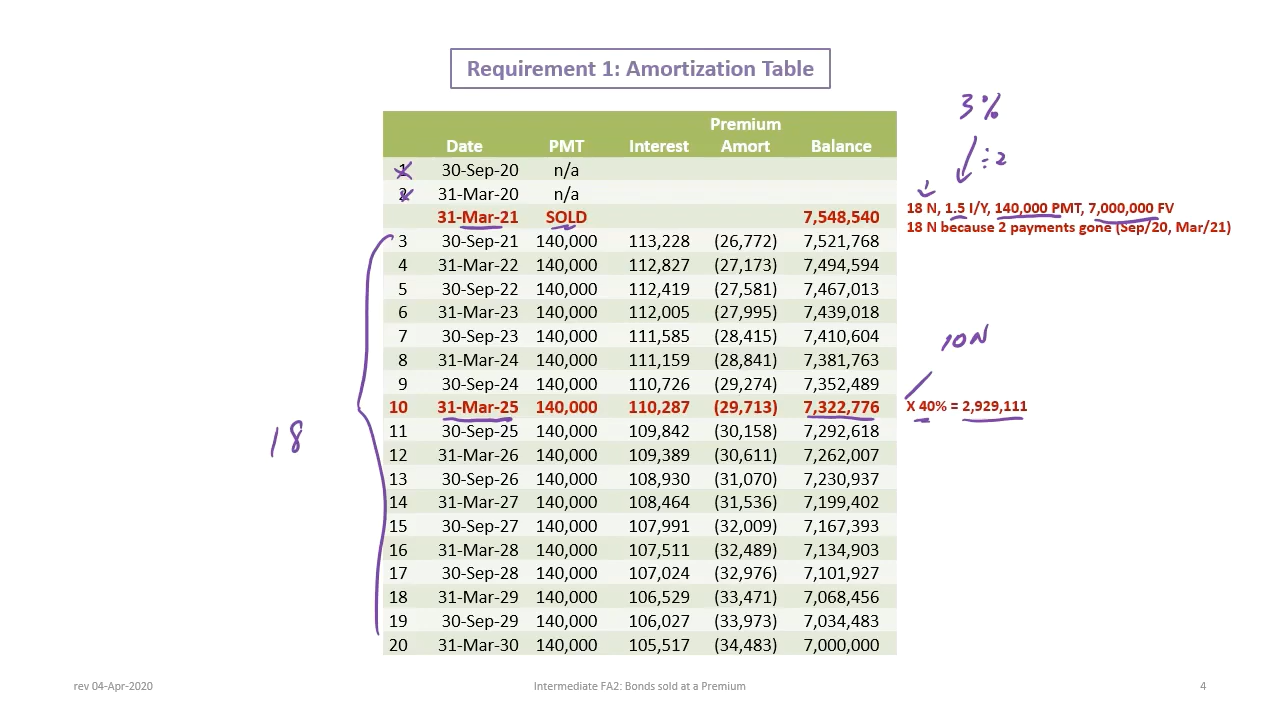 Requirement 1: Amortization Table
3%
÷2
Premium
Date PMT Interest Amort Balance
1 30-Sep-20 n/a
2 31-Mar-20 n/a
31-Mar-21 SOLD 7,548,540
18 N, 1.5 I/Y, 140,000 PMT, 7,000,000 FV
18 N because 2 payments gone (Sep/20, Mar/21)
3 30-Sep-21 140,000 113,228 (26,772) 7,521,768
4 31-Mar-22 140,000 112,827 (27,173) 7,494,594
5 30-Sep-22 140,000 112,419 (27,581) 7,467,013
6 31-Mar-23 140,000 112,005 (27,995) 7,439,018
7 30-Sep-23 140,000 111,585 (28,415) 7,410,604
10N
8 31-Mar-24 140,000 111,159 (28,841) 7,381,763
9 30-Sep-24 140,000 110,726 (29,274) 7,352,489
10 31-Mar-25 140,000 110,287 (29,713) 7,322,776 X 40% = 2,929,111
11 30-Sep-25 140,000 109,842 (30,158) 7,292,618
18
12 31-Mar-26 140,000 109,389 (30,611) 7,262,007
13 30-Sep-26 140,000 108,930 (31,070) 7,230,937
14 31-Mar-27 140,000 108,464 (31,536) 7,199,402
15 30-Sep-27 140,000 107,991 (32,009) 7,167,393
16 31-Mar-28 140,000 107,511 (32,489) 7,134,903
17 30-Sep-28 140,000 107,024 (32,976) 7,101,927
18 31-Mar-29 140,000 106,529 (33,471) 7,068,456
19 30-Sep-29 140,000 106,027 (33,973) 7,034,483
20 31-Mar-30 140,000 105,517 (34,483) 7,000,000
rev 04-Apr-2020 Intermediate FA2: Bonds sold at a Premium 4